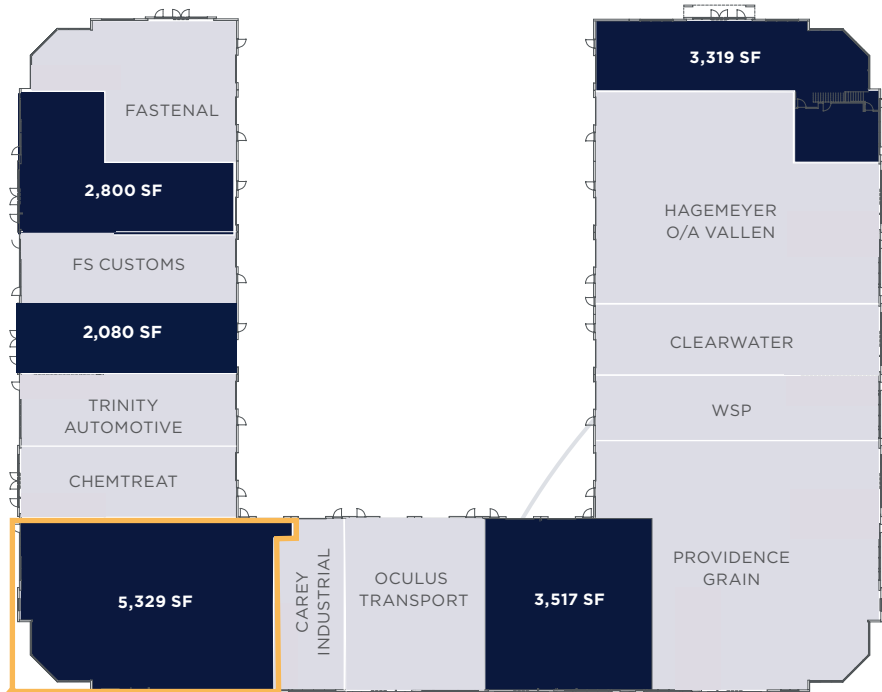 FASTENAL
2,800 SF
FS CUSTOMS
2,080 SF
TRINITY
AUTOMOTIVE
CHEMTREAT
5,329 SF
CAREY
INDUSTRIAL
OCULUS
TRANSPORT
3,517 SF
3,319 SF
HAGEMEYER
O/A VALLEN
CLEARWATER
WSP
PROVIDENCE
GRAIN